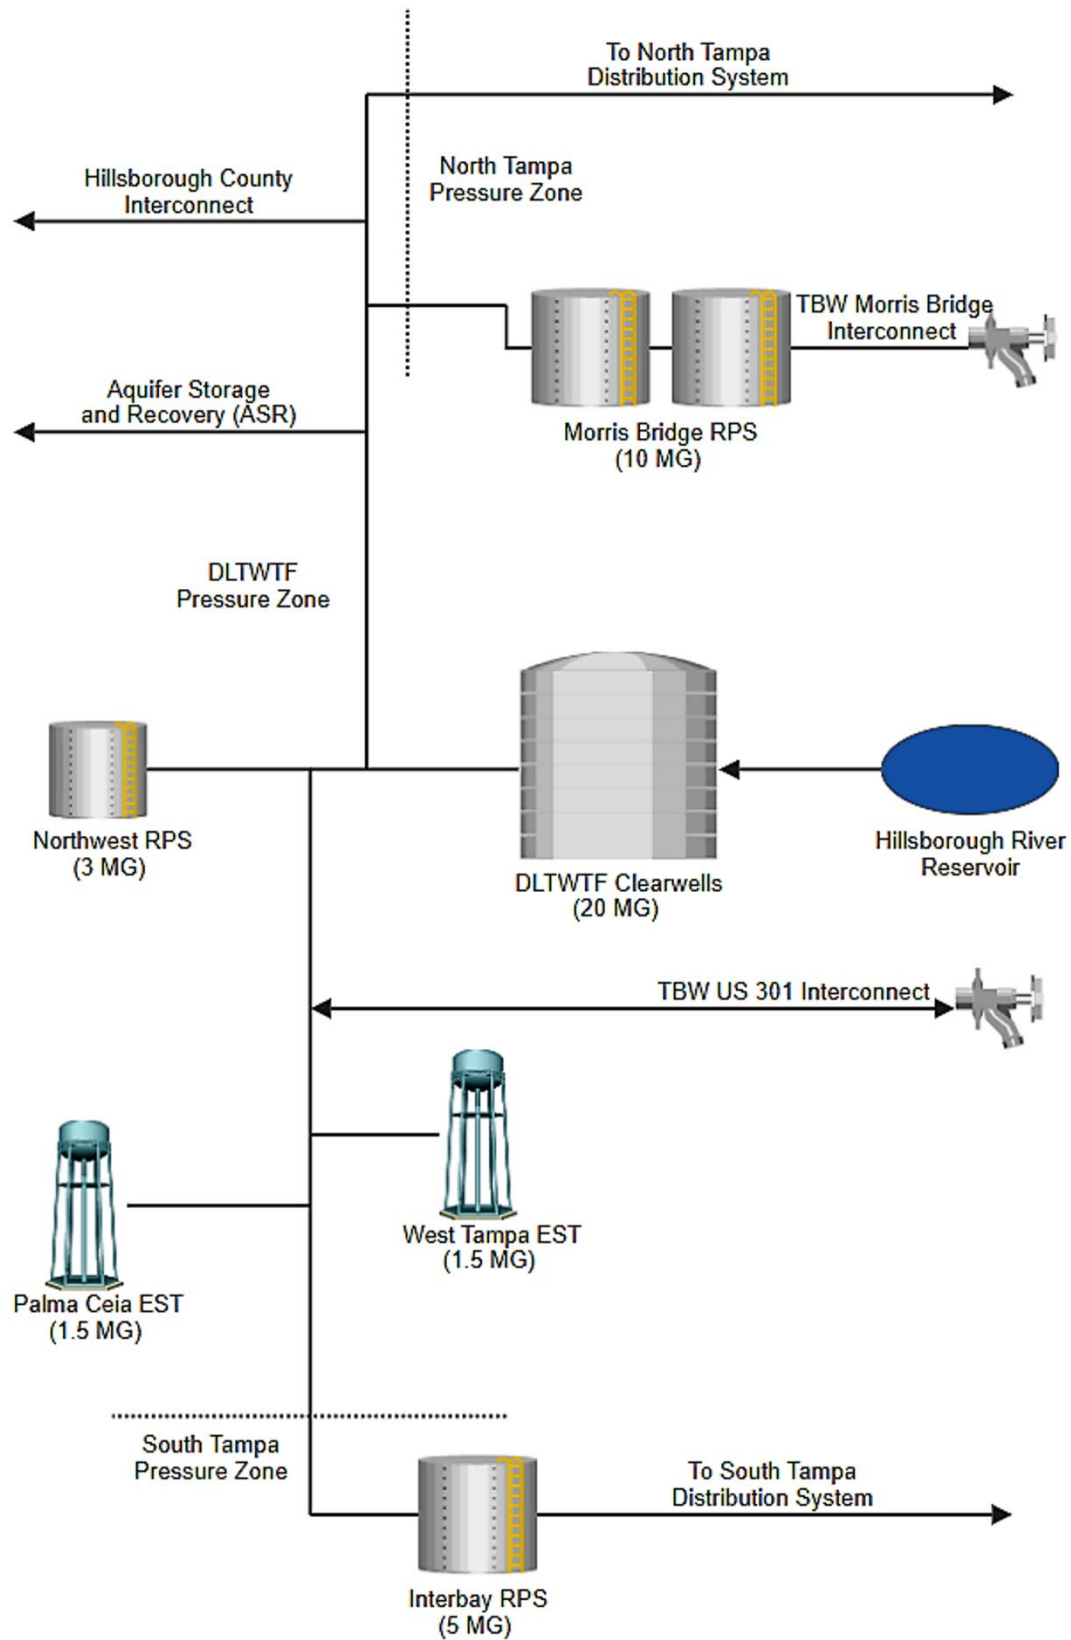 To North Tampa
Distribution System
North Tampa
Pressure Zone
Hillsborough County
Interconnect
TBW Morris Bridge
Interconnect
Aquifer Storage
and Recovery (ASR)
Morris Bridge RPS
(10 MG)
DLTWTF
Pressure Zone
Northwest RPS
(3 MG)
DLTWTF Clearwells
(20 MG)
Hillsborough River
Reservoir
TBW US 301 Interconnect
West Tampa EST
(1.5 MG)
Palma Ceia EST
(1.5 MG)
South Tampa
Pressure Zone
To South Tampa
Distribution System
Interbay RPS
(5 MG)